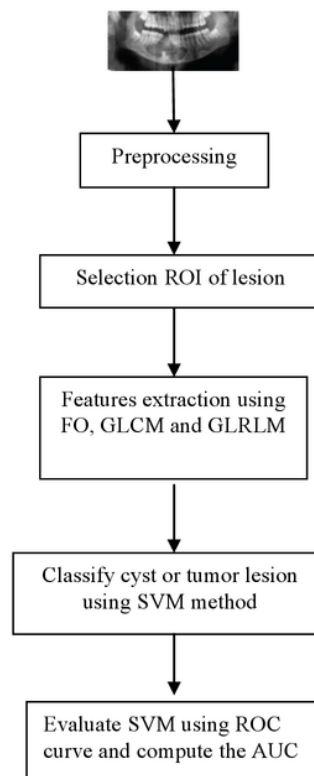 Preprocessing
Selection ROI of lesion
Features extraction using
FO, GLCM and GLRLM
Classify cyst or tumor lesion
using SVM method
Evaluate SVM using ROC
curve and compute the AUC